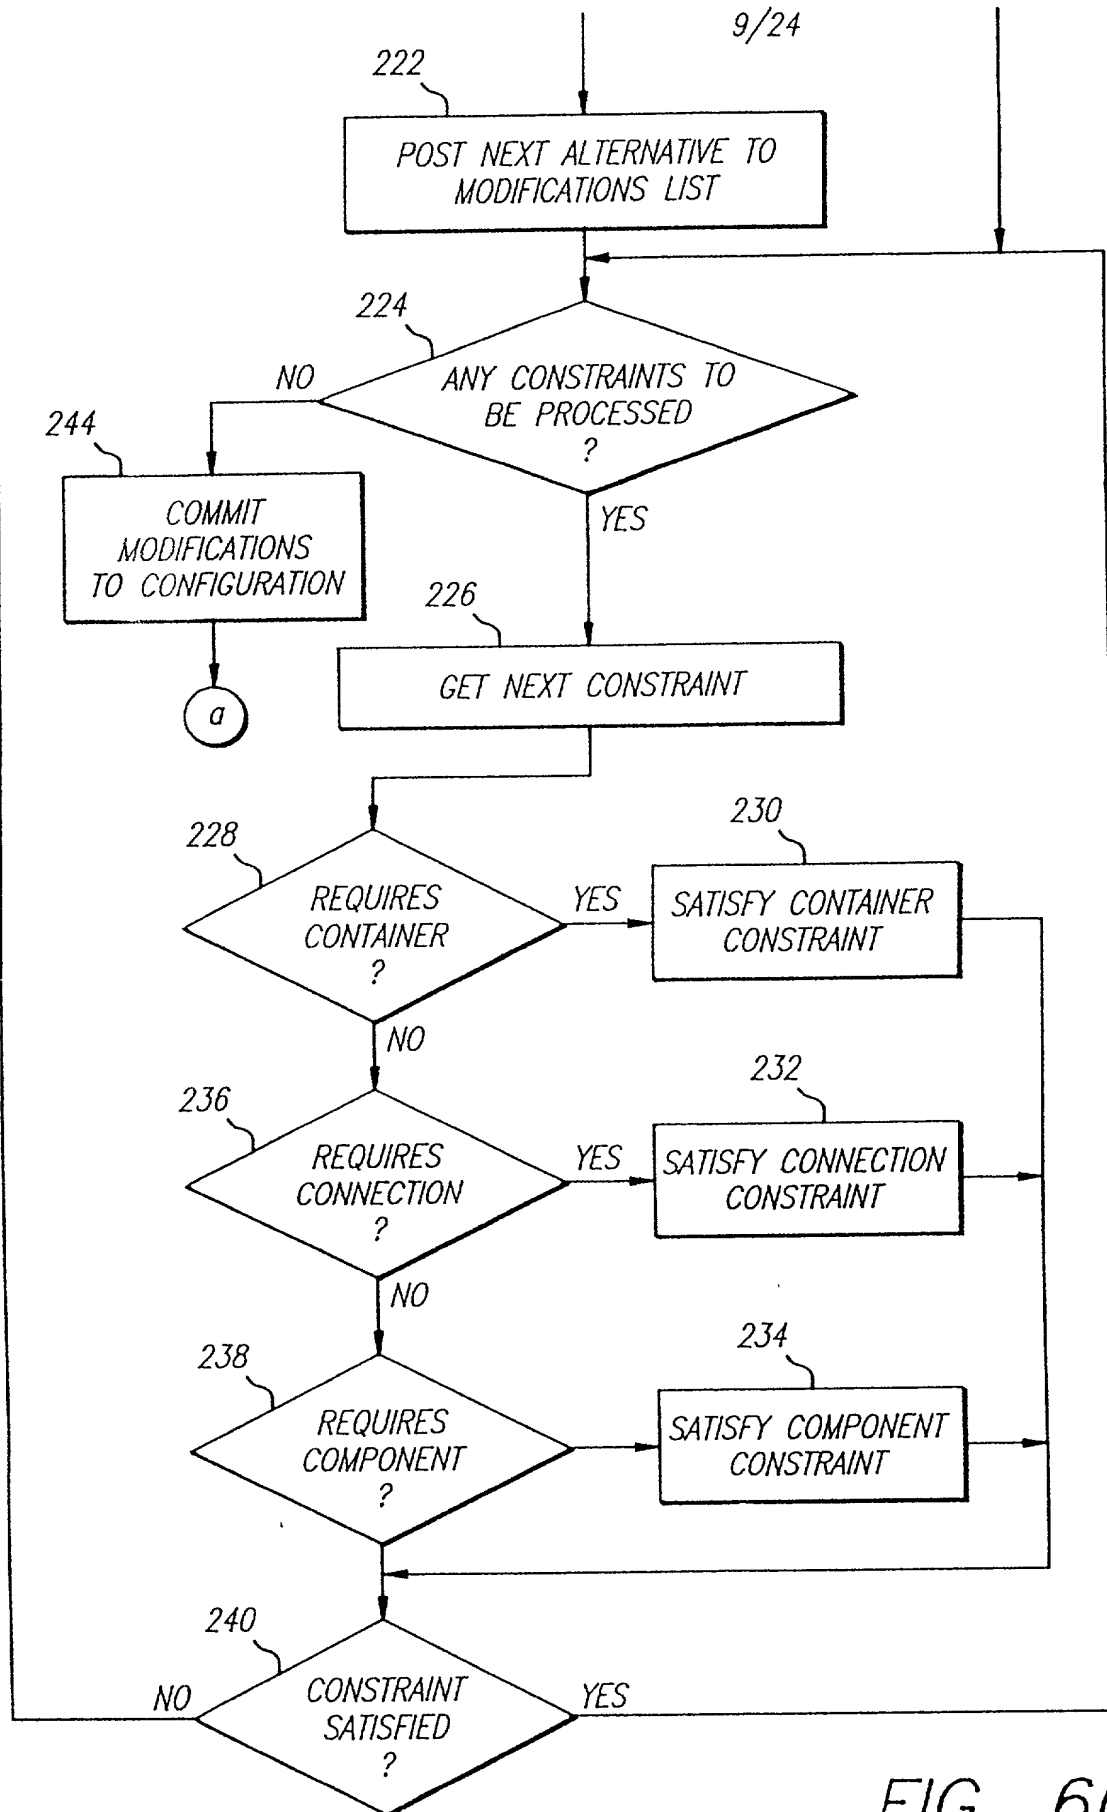 9/24
222
POST NEXT ALTERNATIVE TO
MODIFICATIONS LIST
224
NO
ANY CONSTRAINTS TO
BE PROCESSED
?
244
COMMIT
MODIFICATIONS
TO CONFIGURATION
YES
226
GET NEXT CONSTRAINT
a
228
REQUIRES
CONTAINER
?
YES
230
SATISFY CONTAINER
CONSTRAINT
NO
236
REQUIRES
CONNECTION
?
YES
232
SATISFY CONNECTION
CONSTRAINT
NO
238
REQUIRES
COMPONENT
?
234
SATISFY COMPONENT
CONSTRAINT
240
NO
CONSTRAINT
SATISFIED
?
YES
FIG.